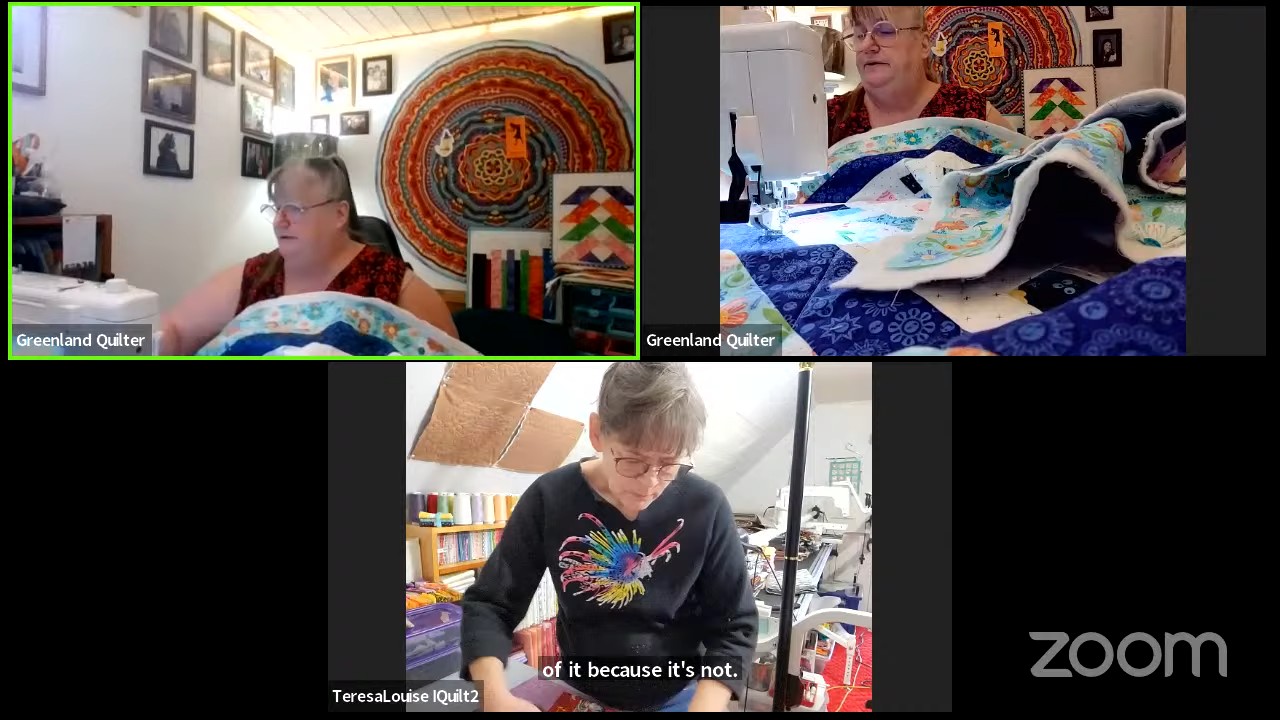 Greenland Quilter
Greenland Quilter
of it because it's not.
TeresaLouise IQuilt2
zoom